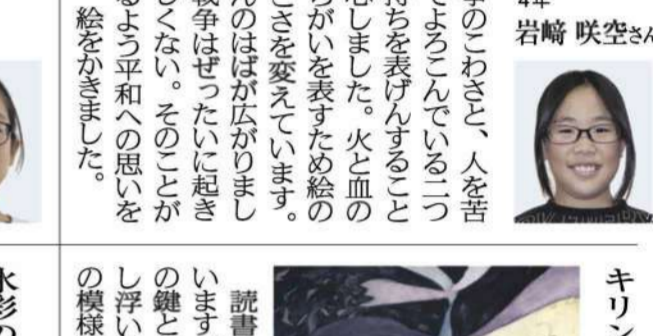 4年
岩﨑 咲空さん
のこわさと、人を苦
でよろこんでいる二つ
持ちを表げんすること
心しました。火と血の
ちがいを表すため絵の
こさを変えています。
んのはばが広がりまし
戦争はぜったいに起き
しくない。そのことが
るよう平和への思いを
絵をかきました。
キリン
読書
います
の鍵と
し浮い
の模様
水彩の